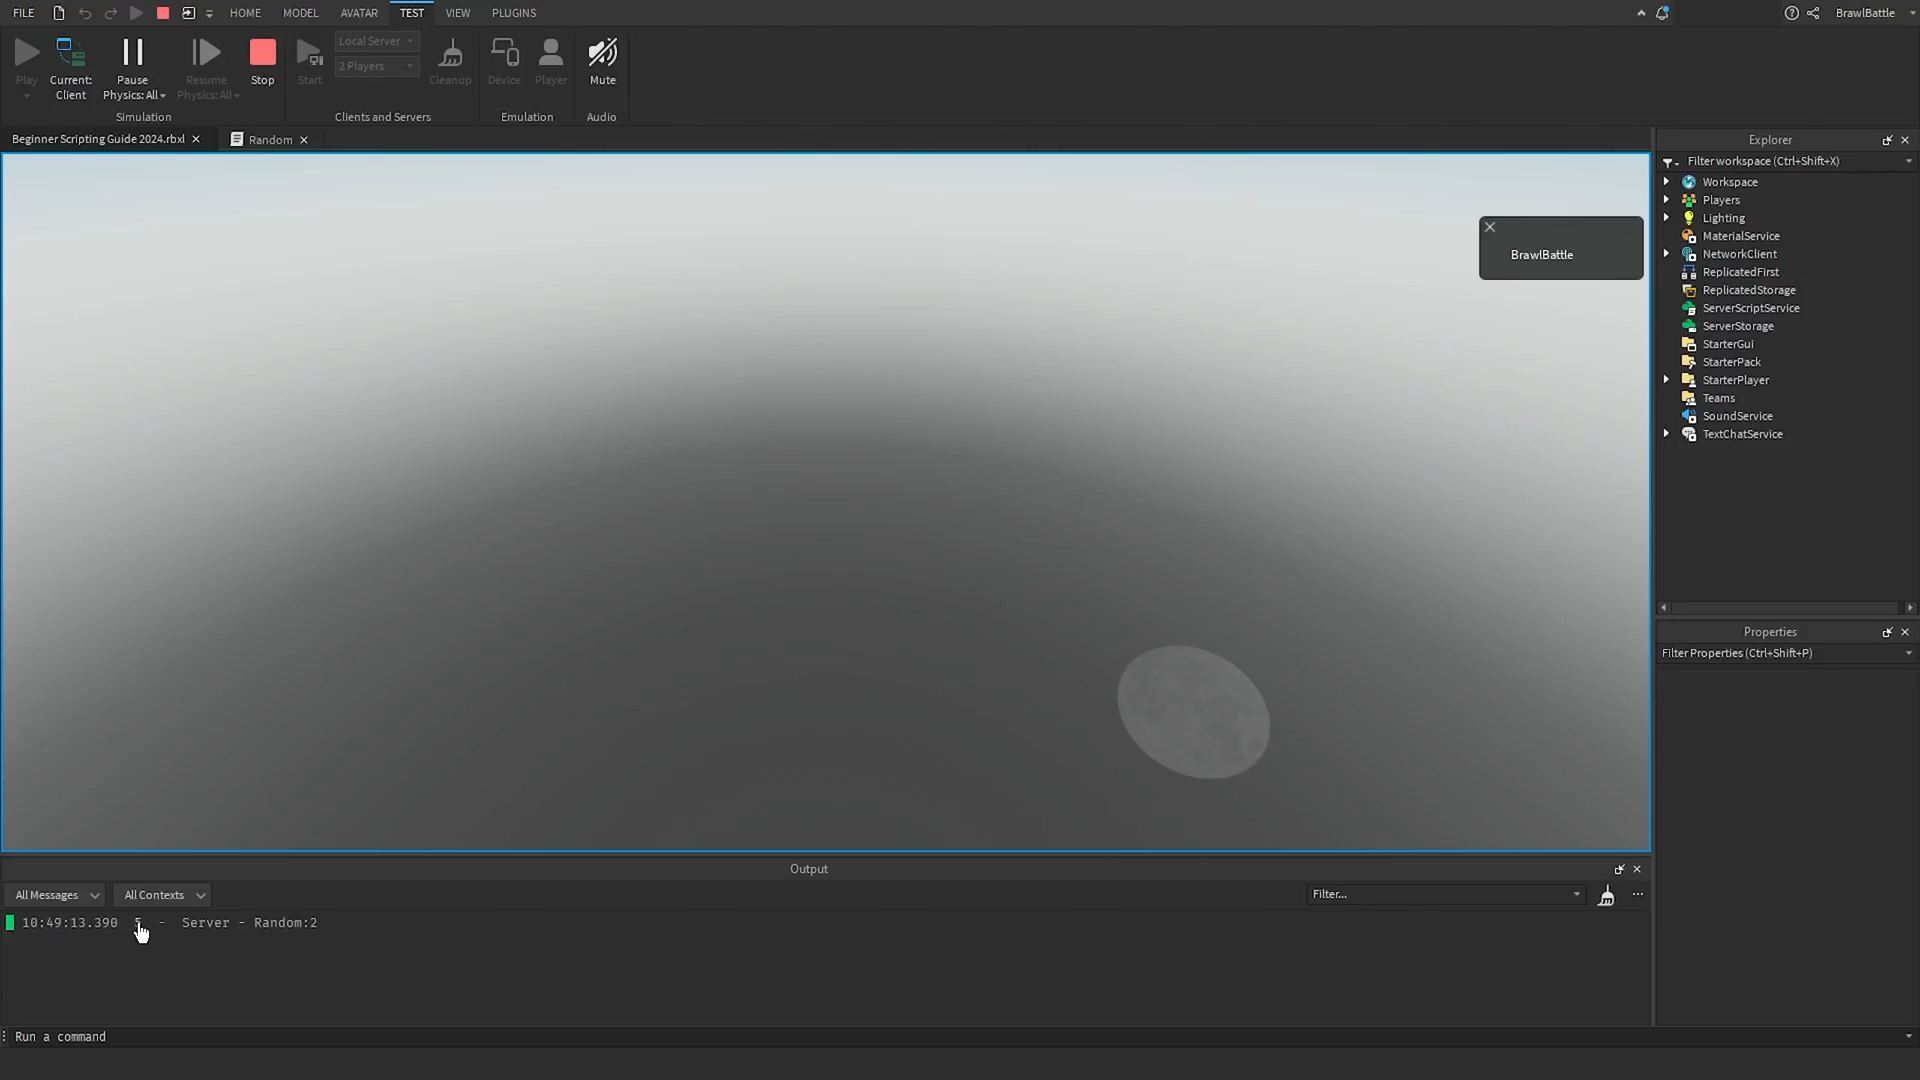 FILE HOME MODEL AVATAR TEST VIEW PLUGINS BrawlBattle
Play Current: Client Pause Physics: All Resume Physics: All Stop Start Local Server 2 Players Cleanup Device Player Mute
Simulation Clients and Servers Emulation Audio
Beginner Scripting Guide 2024.rbxl Random
BrawlBattle
Explorer
Filter workspace (Ctrl+Shift+X)
Workspace
Players
Lighting
MaterialService
NetworkClient
ReplicatedFirst
ReplicatedStorage
ServerScriptService
ServerStorage
StarterGui
StarterPack
StarterPlayer
Teams
SoundService
TextChatService
Properties
Filter Properties (Ctrl+Shift+P)
Output
All Messages All Contexts Filter...
10:49:13.390 5 - Server - Random:2
Run a command